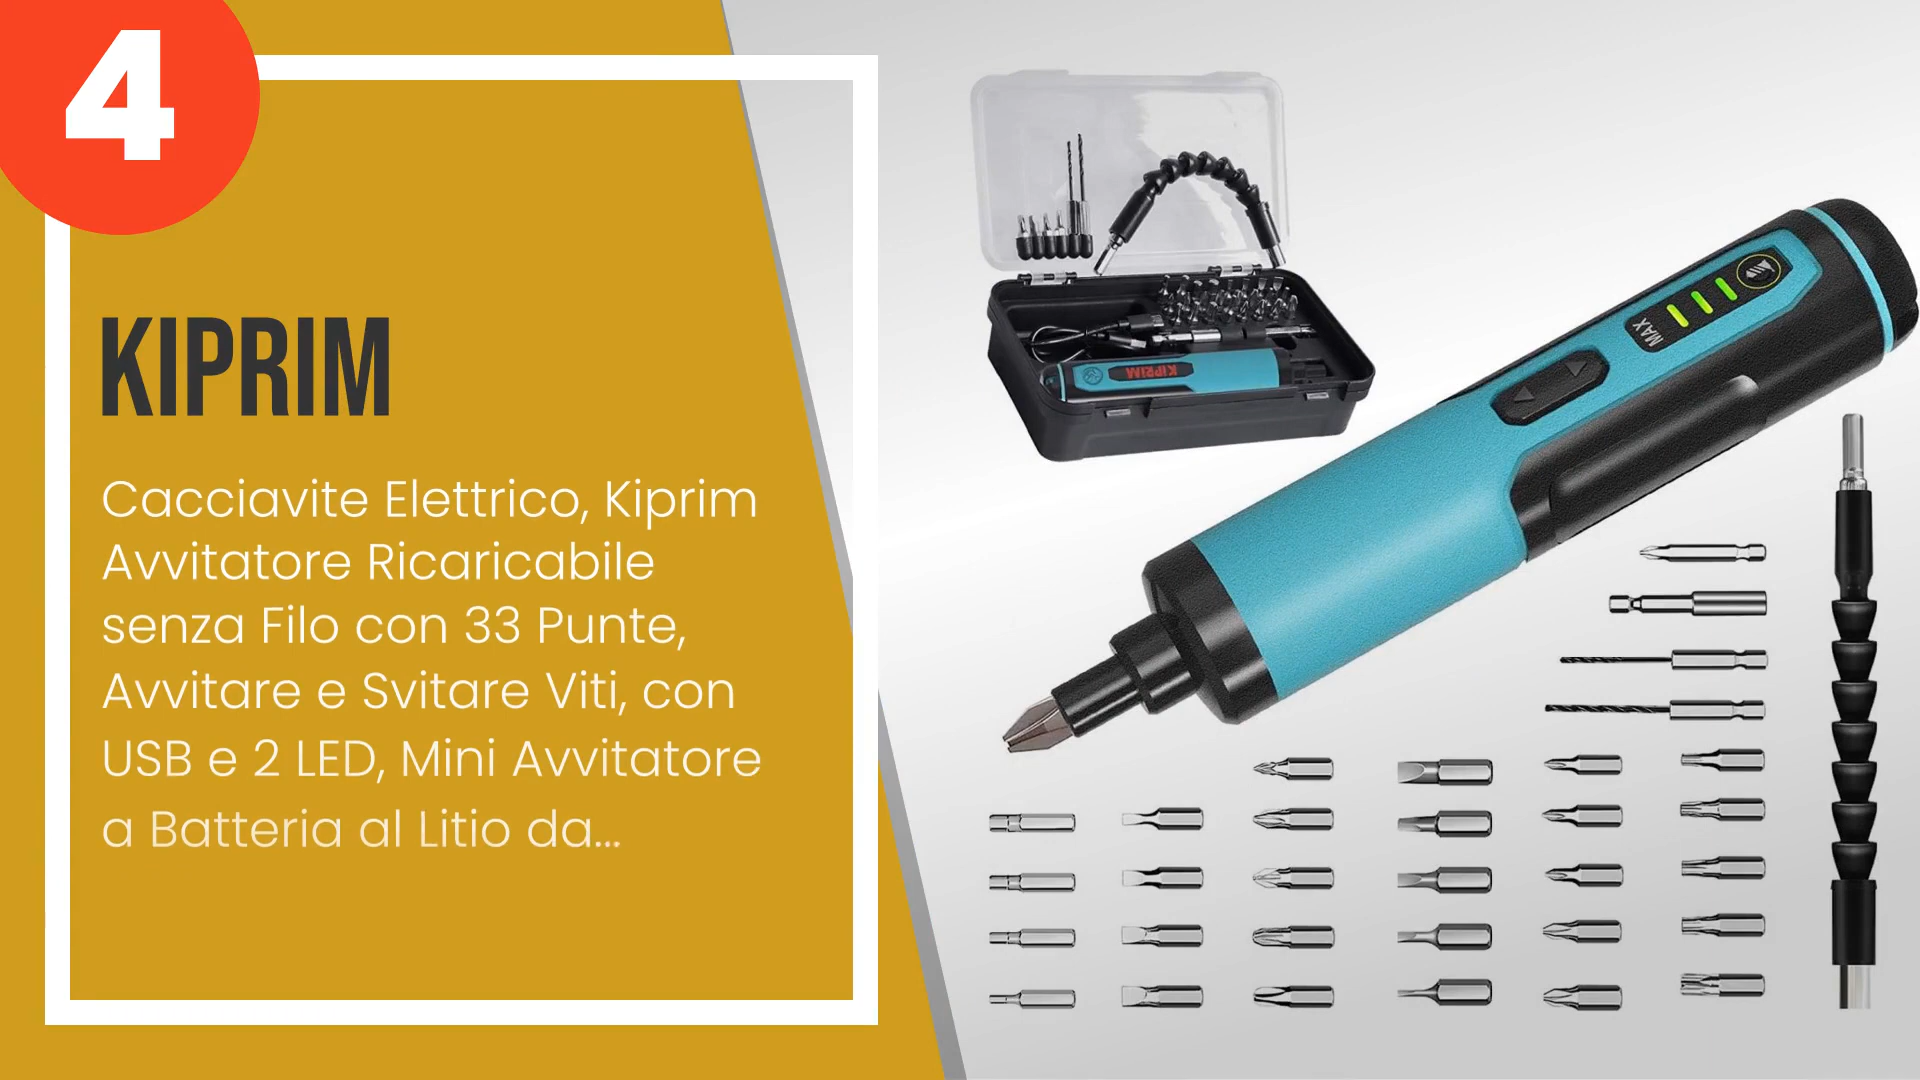 4
KIPRIM
Cacciavite Elettrico, Kiprim
Avvitatore Ricaricabile
senza Filo con 33 Punte,
Avvitare e Svitare Viti, con
USB e 2 LED, Mini Avvitatore
a Batteria al Litio da...
KIPRIM
MAX